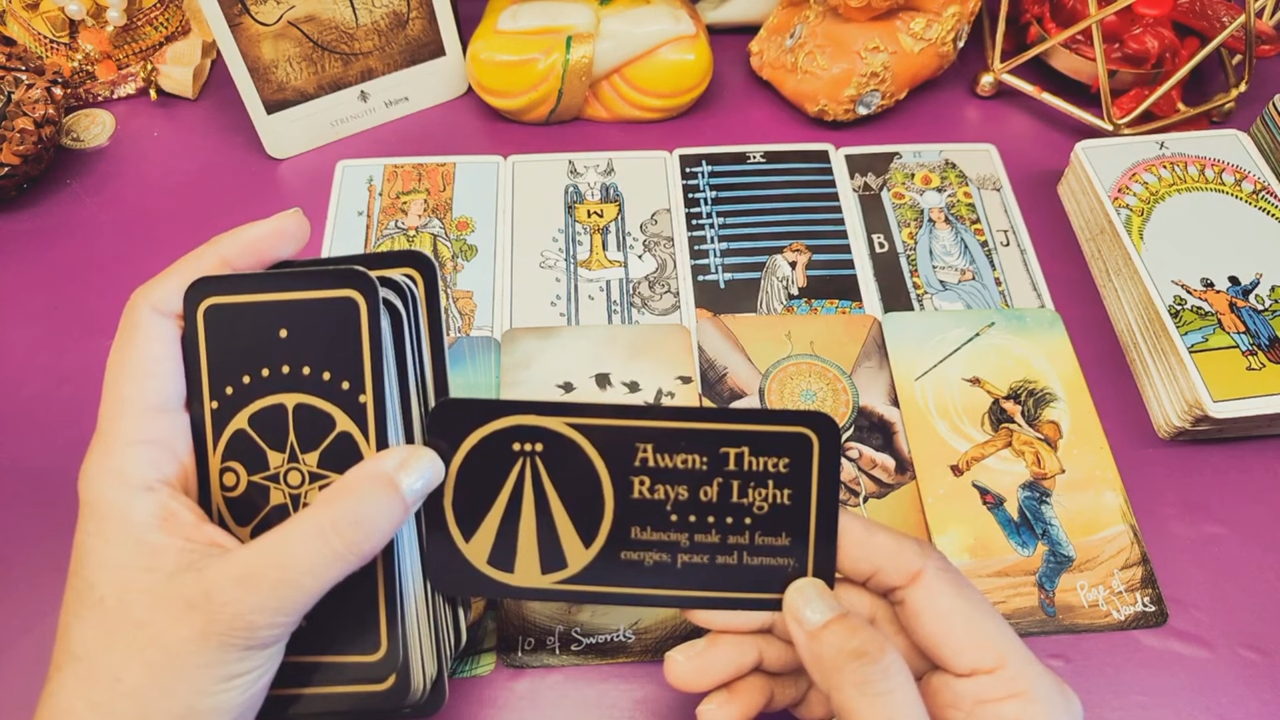 STRENGTH
IX
II
B
J
X
Awen: Three
Rays of Light
Balancing male and female
energies; peace and harmony.
10 of Swords
Page of
Wands